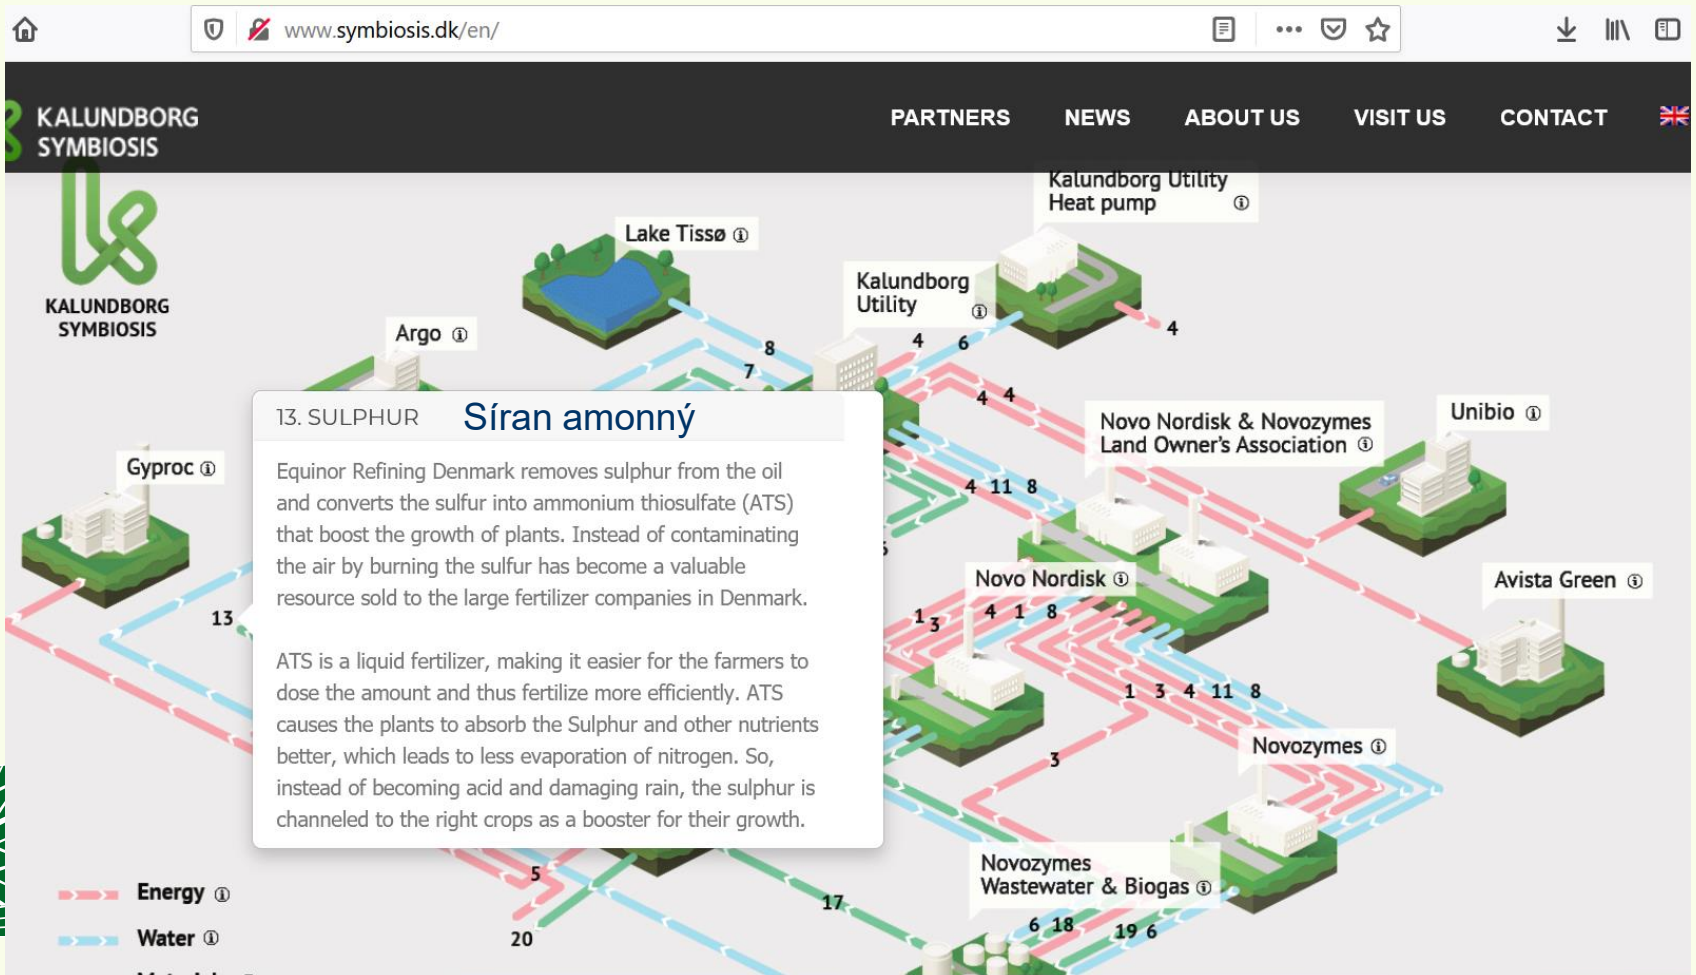 www.symbiosis.dk/en/
KALUNDBORG
SYMBIOSIS
PARTNERS
NEWS
ABOUT US
VISIT US
CONTACT
KALUNDBORG
SYMBIOSIS
Kalundborg Utility
Heat pump
Lake Tissø
Kalundborg
Utility
Argo
4
4
6
8
7
4 4
Novo Nordisk & Novozymes
Land Owner's Association
Unibio
Gyproc
13. SULPHUR
Síran amonný
Equinor Refining Denmark removes sulphur from the oil
and converts the sulfur into ammonium thiosulfate (ATS)
that boost the growth of plants. Instead of contaminating
the air by burning the sulfur has become a valuable
resource sold to the large fertilizer companies in Denmark.
ATS is a liquid fertilizer, making it easier for the farmers to
dose the amount and thus fertilize more efficiently. ATS
causes the plants to absorb the Sulphur and other nutrients
better, which leads to less evaporation of nitrogen. So,
instead of becoming acid and damaging rain, the sulphur is
channeled to the right crops as a booster for their growth.
4 11 8
Novo Nordisk
Avista Green
13
1 3
4 1 8
1 3 4 11 8
3
Novozymes
Novozymes
Wastewater & Biogas
5
17
20
6 18
19 6
Energy
Water